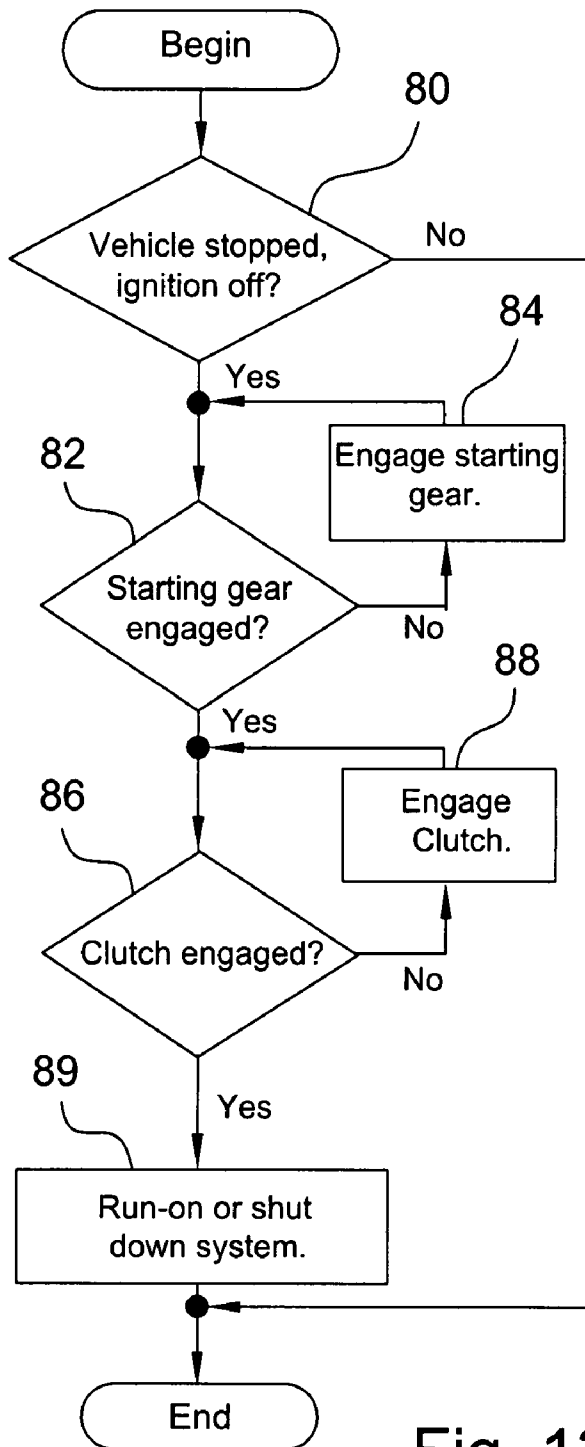 Begin
80
Vehicle stopped,
ignition off?
No
Yes
84
Engage starting
gear.
82
Starting gear
engaged?
No
Yes
88
Engage
Clutch.
86
Clutch engaged?
No
Yes
89
Run-on or shut
down system.
End